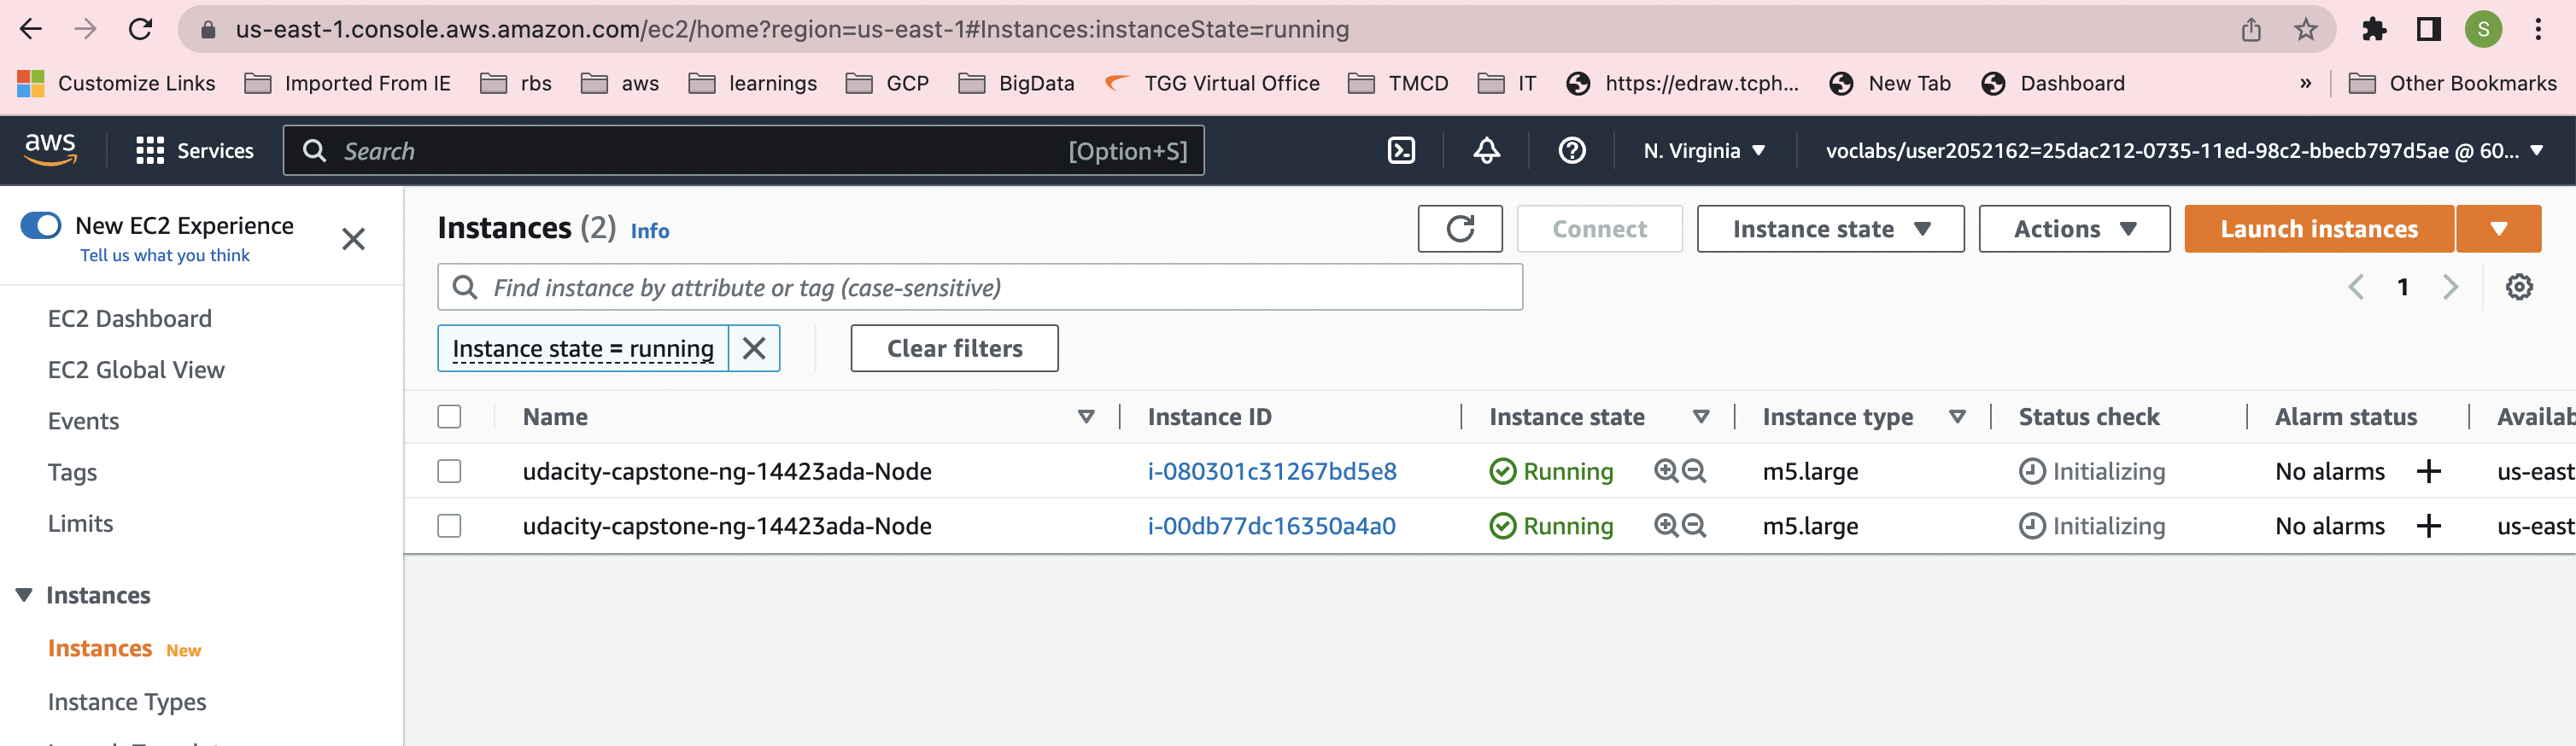 us-east-1.console.aws.amazon.com/ec2/home?region=us-east-1#Instances:instanceState=running
S
Customize Links Imported From IE rbs aws learnings GCP BigData TGG Virtual Office TMCD IT https://edraw.tcph... New Tab Dashboard » Other Bookmarks
aws Services Search [Option+S] N. Virginia voclabs/user2052162=25dac212-0735-11ed-98c2-bbecb797d5ae @ 60...
New EC2 Experience
Tell us what you think
EC2 Dashboard
EC2 Global View
Events
Tags
Limits
Instances
Instances New
Instance Types
Instances (2) Info Connect Instance state Actions Launch instances
Find instance by attribute or tag (case-sensitive) 1
Instance state = running Clear filters
Name Instance ID Instance state Instance type Status check Alarm status Availab
udacity-capstone-ng-14423ada-Node i-080301c31267bd5e8 Running m5.large Initializing No alarms us-east
udacity-capstone-ng-14423ada-Node i-00db77dc16350a4a0 Running m5.large Initializing No alarms us-east